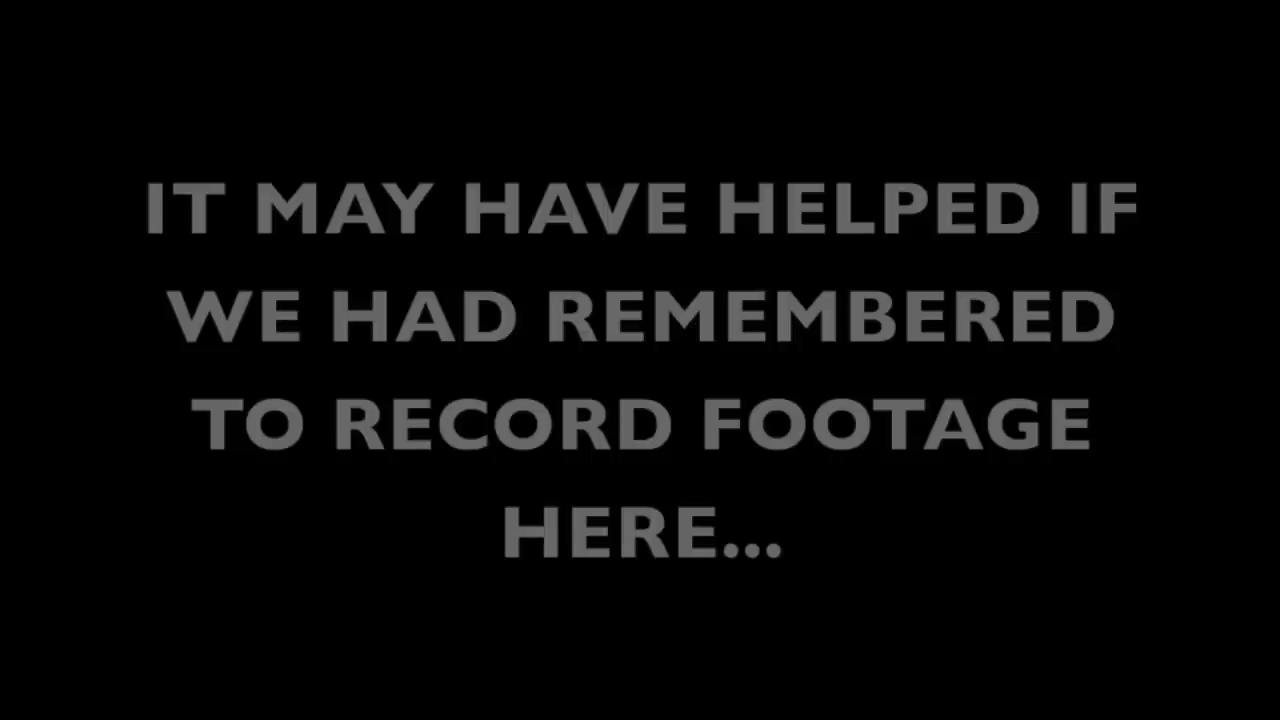 IT MAY HAVE HELPED IF
WE HAD REMEMBERED
TO RECORD FOOTAGE
HERE...